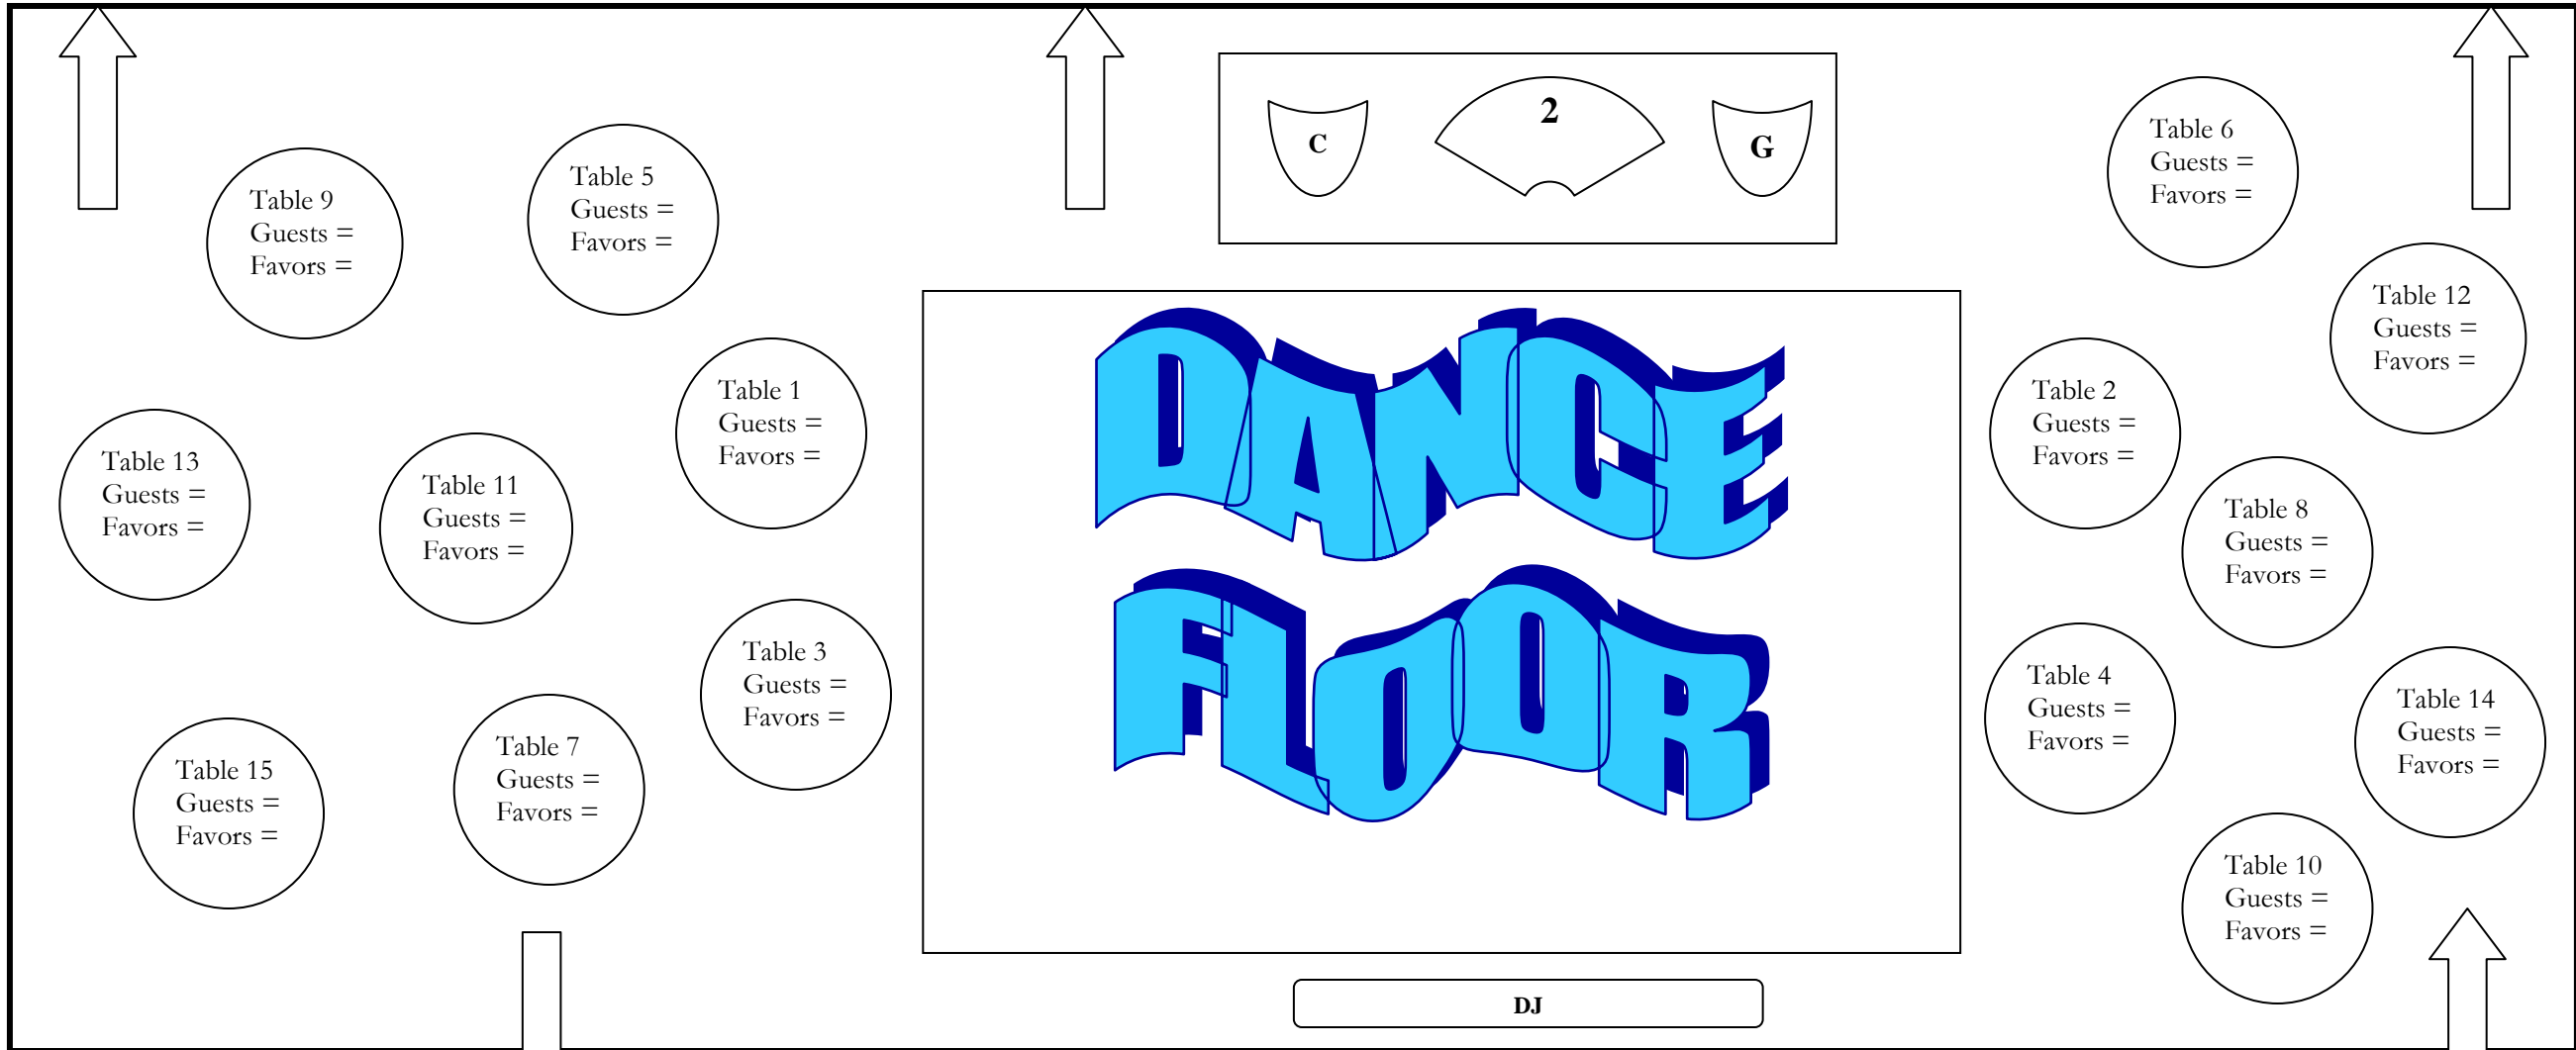 C
2
G
Table 6
Guests =
Favors =
Table 9
Guests =
Favors =
Table 5
Guests =
Favors =
Table 12
Guests =
Favors =
Table 1
Guests =
Favors =
DANCE
FLOOR
Table 2
Guests =
Favors =
Table 13
Guests =
Favors =
Table 11
Guests =
Favors =
Table 8
Guests =
Favors =
Table 3
Guests =
Favors =
Table 4
Guests =
Favors =
Table 14
Guests =
Favors =
Table 15
Guests =
Favors =
Table 7
Guests =
Favors =
Table 10
Guests =
Favors =
DJ